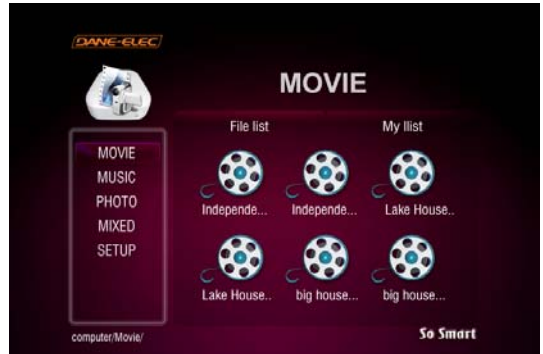 DANE-ELEC
MOVIE
File list
My llist
MOVIE
MUSIC
PHOTO
MIXED
SETUP
Independe...
Independe...
Lake House..
Lake House..
big house...
big house...
computer/Movie/
So Smart